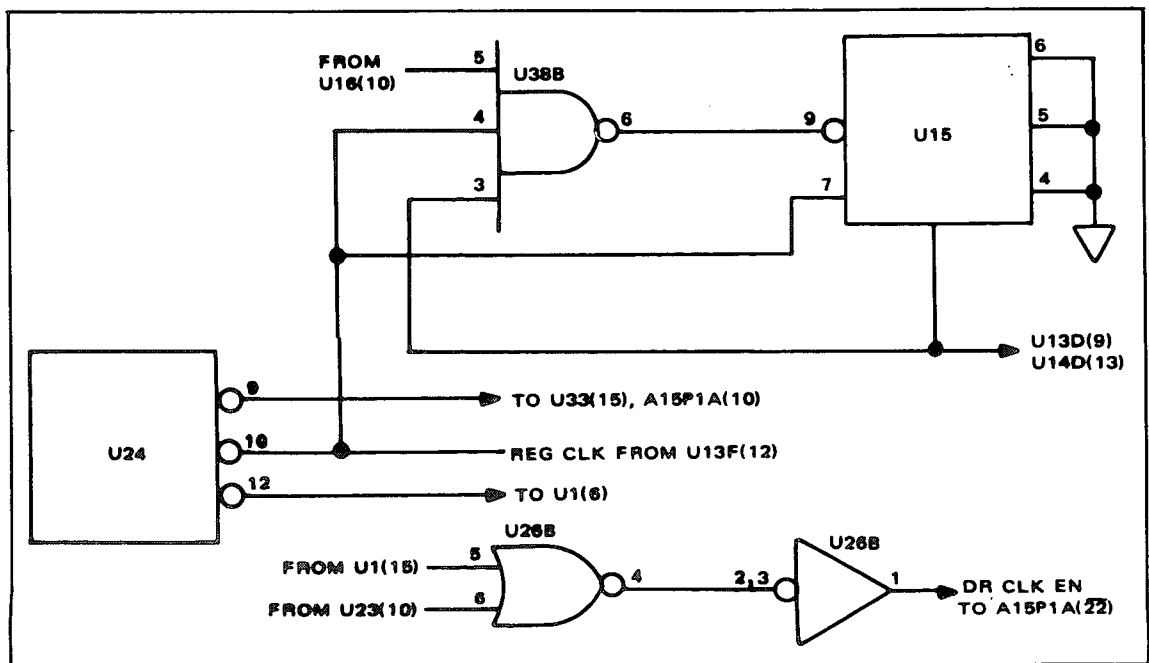 FROM
U16(10)
5
U38B
4
6
3
9
7
U15
6
5
4
U13D(9)
U14D(13)
U24
9
TO U33(15), A15P1A(10)
10
REG CLK FROM U13F(12)
12
TO U1(6)
U26B
FROM U1(15)
5
FROM U23(10)
6
4
2,3
U26B
1
DR CLK EN
TO A15P1A(22)